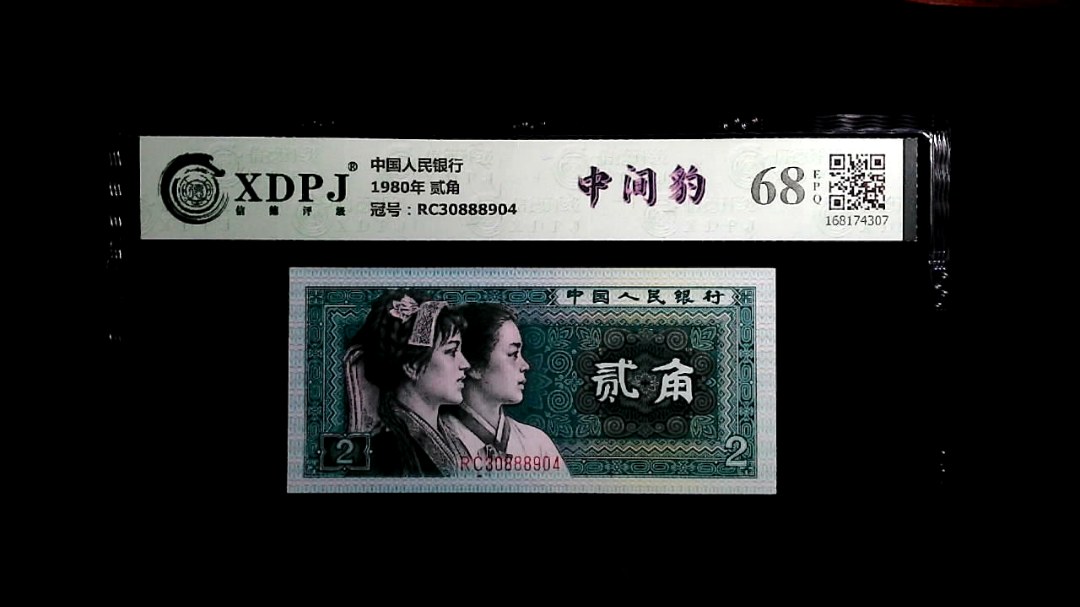 XDPJ®
信德评级
中国人民银行
1980年 贰角
冠号：RC30888904
中间豹
68
EPQ
168174307
中国人民银行
贰角
2
2
RC30888904